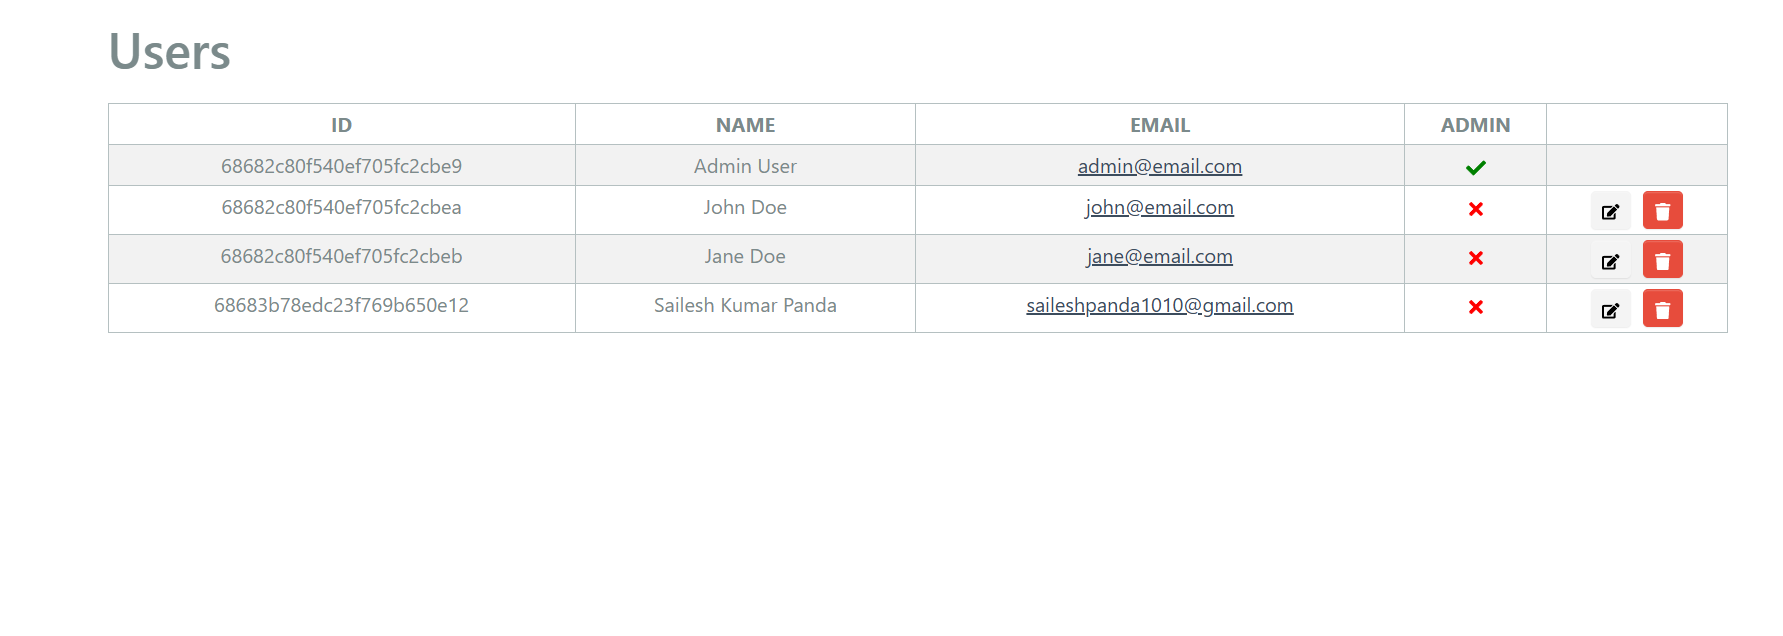 Users
ID NAME EMAIL ADMIN
68682c80f540ef705fc2cbe9 Admin User admin@email.com
68682c80f540ef705fc2cbea John Doe john@email.com
68682c80f540ef705fc2cbeb Jane Doe jane@email.com
68683b78edc23f769b650e12 Sailesh Kumar Panda saileshpanda1010@gmail.com